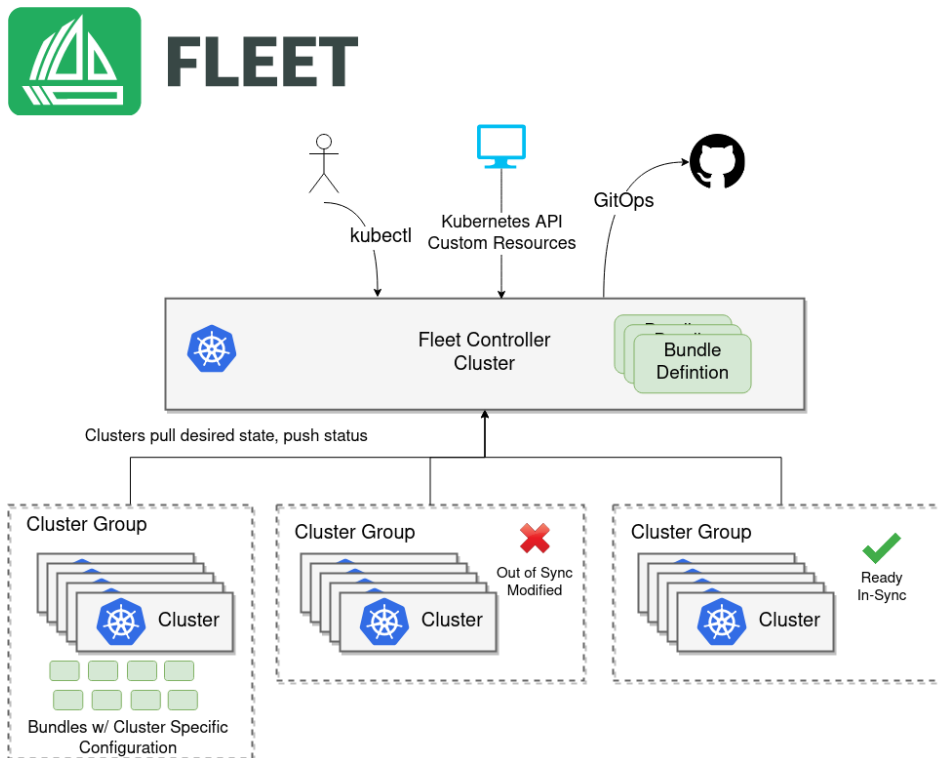 FLEET
kubectl
Kubernetes API
Custom Resources
GitOps
Fleet Controller
Cluster
Bundle
Defintion
Clusters pull desired state, push status
Cluster Group
Cluster
Bundles w/ Cluster Specific
Configuration
Cluster Group
Out of Sync
Modified
Cluster
Cluster Group
Ready
In-Sync
Cluster